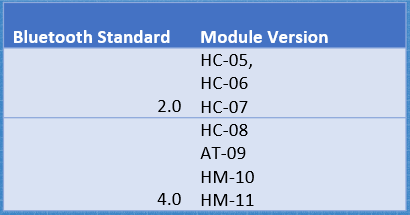 Bluetooth Standard Module Version
HC-05,
HC-06
2.0 HC-07
HC-08
AT-09
HM-10
4.0 HM-11